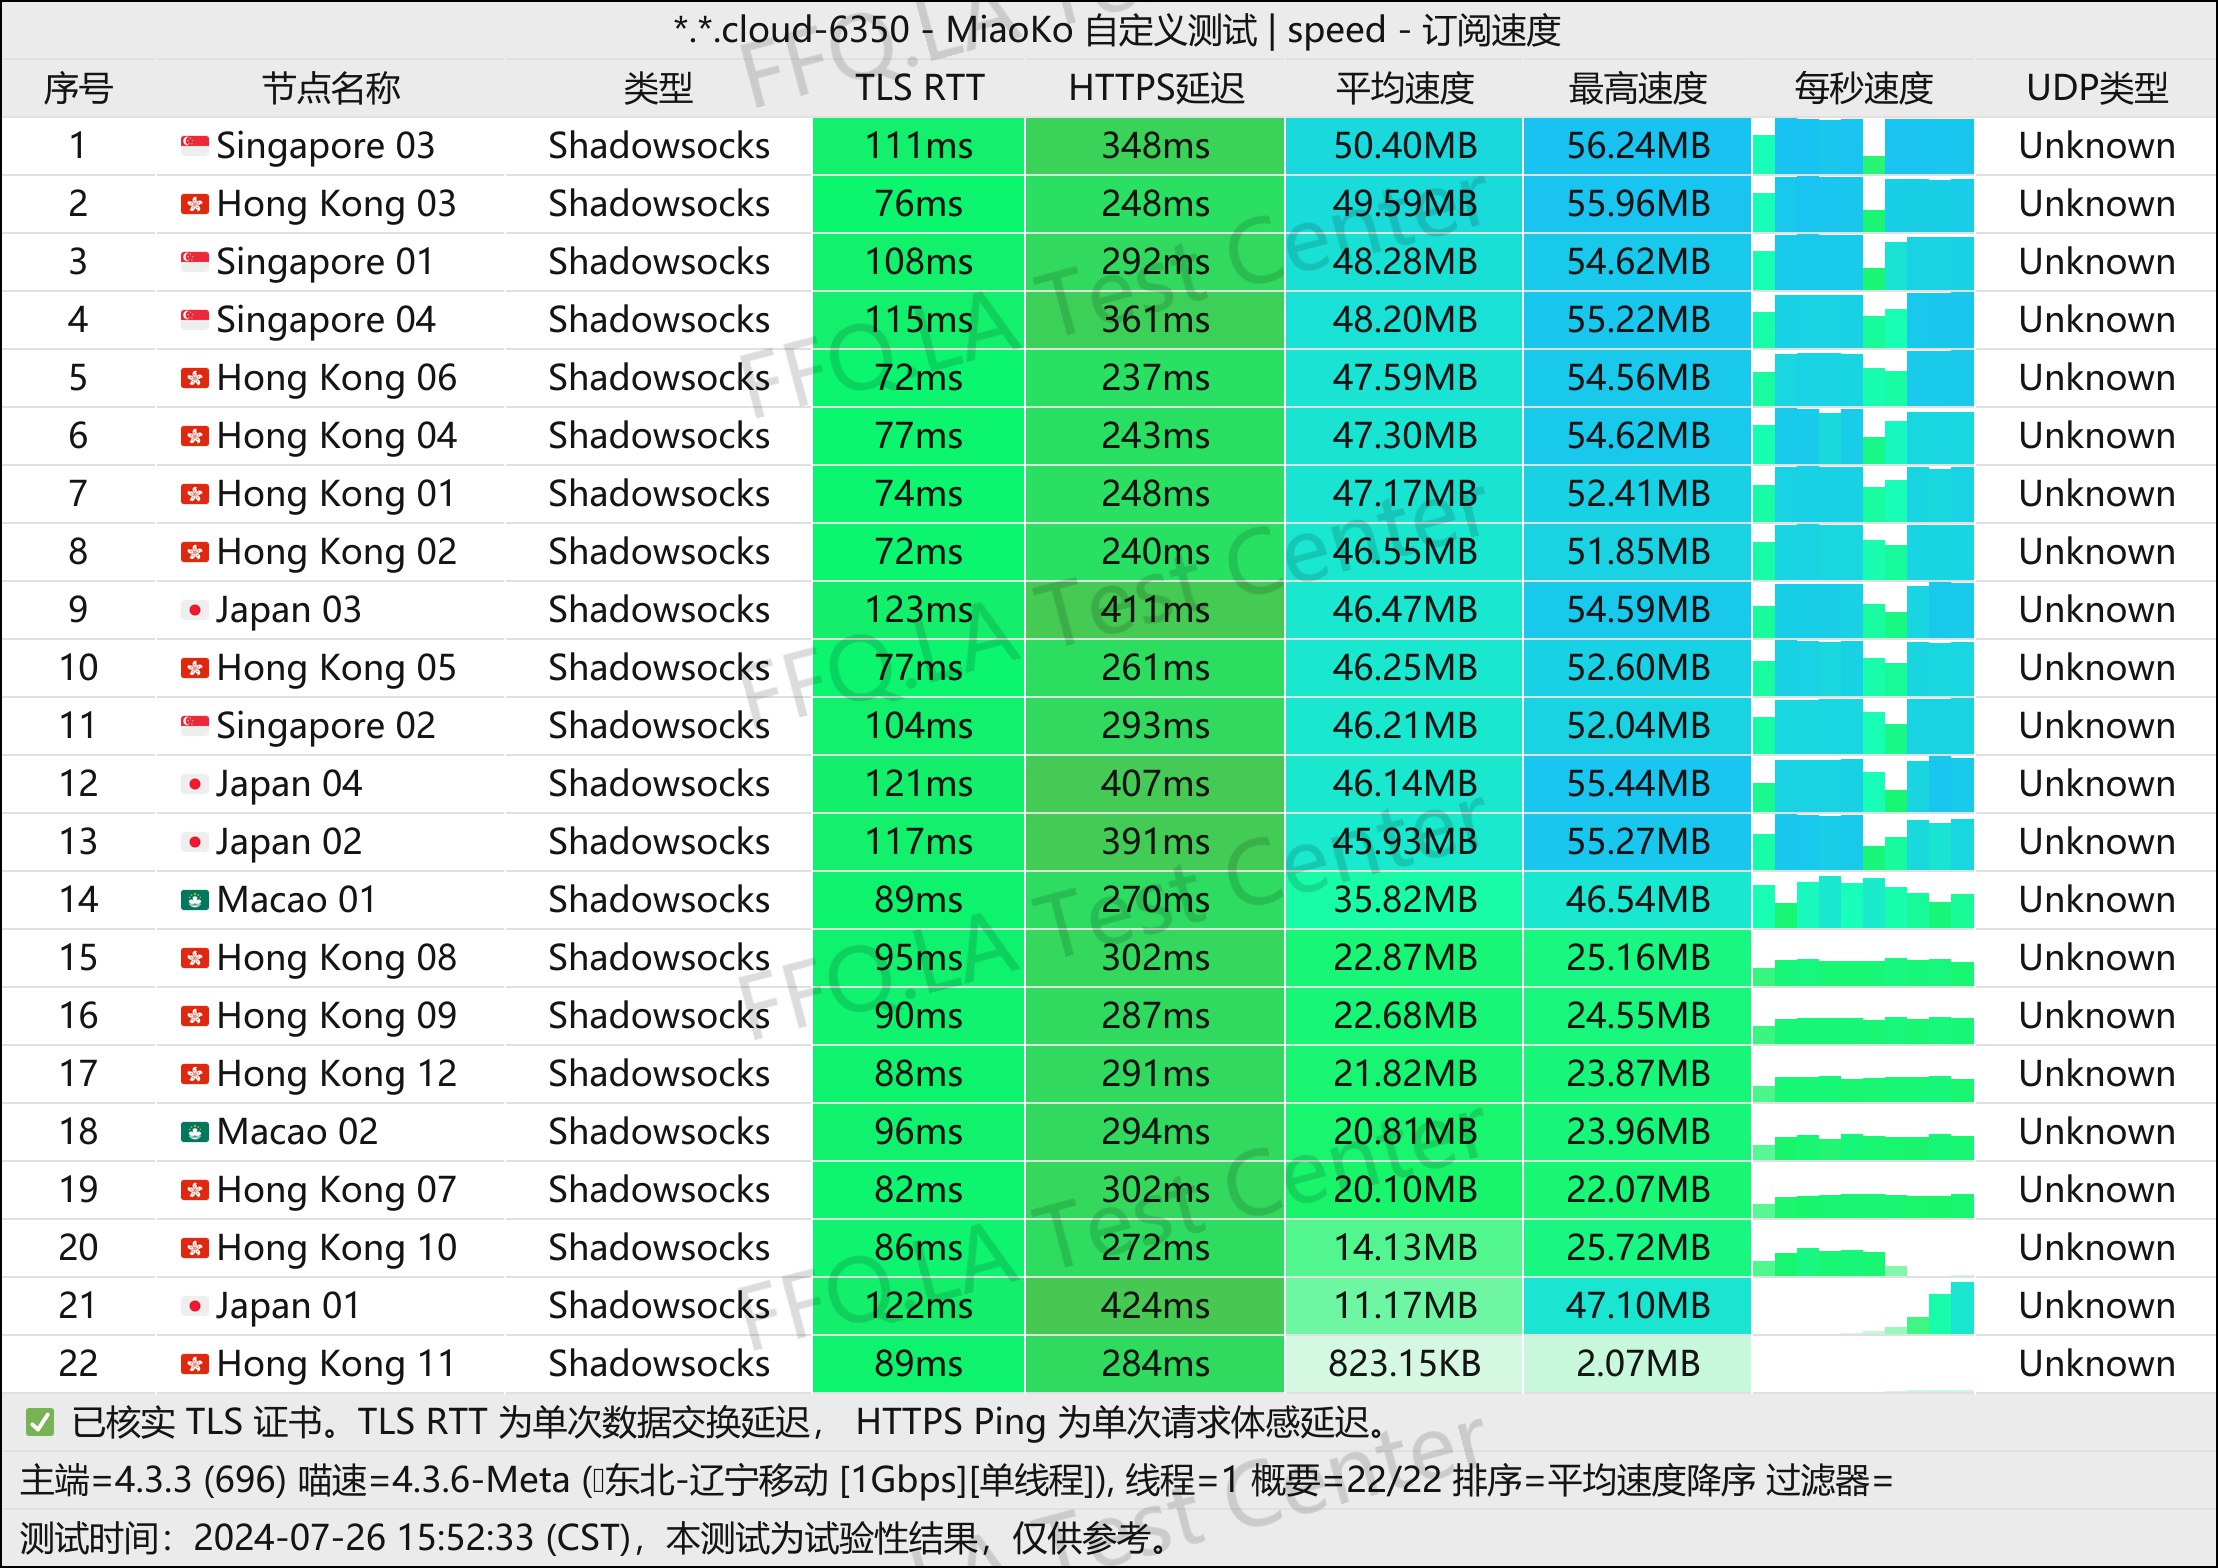 *.*.cloud-6350 - MiaoKo 自定义测试 | speed - 订阅速度
序号 节点名称 类型 TLS RTT HTTPS延迟 平均速度 最高速度 每秒速度 UDP类型
1 Singapore 03 Shadowsocks 111ms 348ms 50.40MB 56.24MB Unknown
2 Hong Kong 03 Shadowsocks 76ms 248ms 49.59MB 55.96MB Unknown
3 Singapore 01 Shadowsocks 108ms 292ms 48.28MB 54.62MB Unknown
4 Singapore 04 Shadowsocks 115ms 361ms 48.20MB 55.22MB Unknown
5 Hong Kong 06 Shadowsocks 72ms 237ms 47.59MB 54.56MB Unknown
6 Hong Kong 04 Shadowsocks 77ms 243ms 47.30MB 54.62MB Unknown
7 Hong Kong 01 Shadowsocks 74ms 248ms 47.17MB 52.41MB Unknown
8 Hong Kong 02 Shadowsocks 72ms 240ms 46.55MB 51.85MB Unknown
9 Japan 03 Shadowsocks 123ms 411ms 46.47MB 54.59MB Unknown
10 Hong Kong 05 Shadowsocks 77ms 261ms 46.25MB 52.60MB Unknown
11 Singapore 02 Shadowsocks 104ms 293ms 46.21MB 52.04MB Unknown
12 Japan 04 Shadowsocks 121ms 407ms 46.14MB 55.44MB Unknown
13 Japan 02 Shadowsocks 117ms 391ms 45.93MB 55.27MB Unknown
14 Macao 01 Shadowsocks 89ms 270ms 35.82MB 46.54MB Unknown
15 Hong Kong 08 Shadowsocks 95ms 302ms 22.87MB 25.16MB Unknown
16 Hong Kong 09 Shadowsocks 90ms 287ms 22.68MB 24.55MB Unknown
17 Hong Kong 12 Shadowsocks 88ms 291ms 21.82MB 23.87MB Unknown
18 Macao 02 Shadowsocks 96ms 294ms 20.81MB 23.96MB Unknown
19 Hong Kong 07 Shadowsocks 82ms 302ms 20.10MB 22.07MB Unknown
20 Hong Kong 10 Shadowsocks 86ms 272ms 14.13MB 25.72MB Unknown
21 Japan 01 Shadowsocks 122ms 424ms 11.17MB 47.10MB Unknown
22 Hong Kong 11 Shadowsocks 89ms 284ms 823.15KB 2.07MB Unknown
✅ 已核实 TLS 证书。TLS RTT 为单次数据交换延迟， HTTPS Ping 为单次请求体感延迟。
主端=4.3.3 (696) 喵速=4.3.6-Meta (东北-辽宁移动 [1Gbps][单线程]), 线程=1 概要=22/22 排序=平均速度降序 过滤器=
测试时间：2024-07-26 15:52:33 (CST)，本测试为试验性结果，仅供参考。
FFQ.LA Test Center
FFQ.LA Test Center
FFQ.LA Test Center
FFQ.LA Test Center
FFQ.LA Test Center
LA Test Center